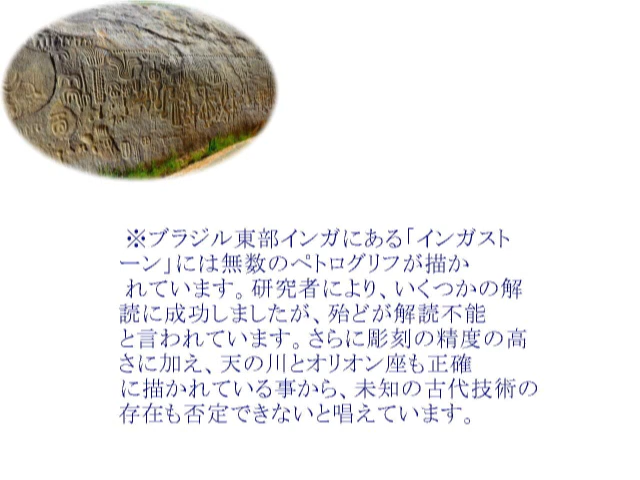 ※ブラジル東部インガにある「インガスト
ーン」には無数のペトログリフが描か
れています。研究者により、いくつかの解
読に成功しましたが、殆どが解読不能
と言われています。さらに彫刻の精度の高
さに加え、天の川とオリオン座も正確
に描かれている事から、未知の古代技術の
存在も否定できないと唱えています。